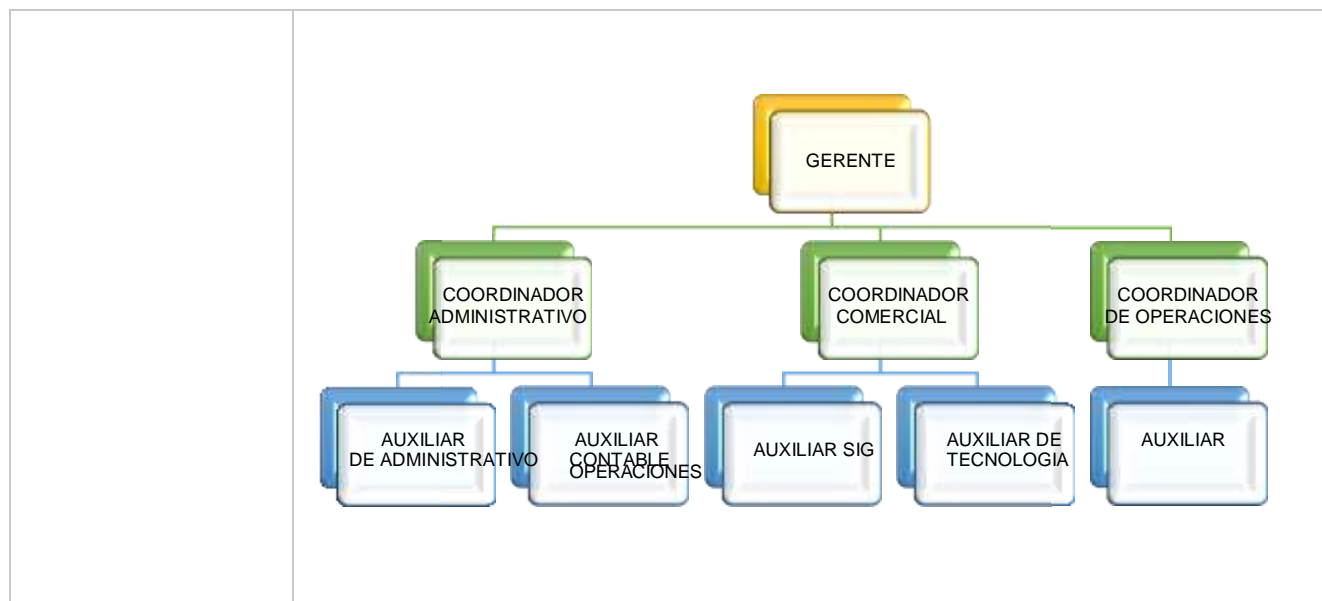 GERENTE
COORDINADOR
ADMINISTRATIVO
COORDINADOR
COMERCIAL
COORDINADOR
DE OPERACIONES
AUXILIAR
DE ADMINISTRATIVO
AUXILIAR
CONTABLE
OPERACIONES
AUXILIAR SIG
AUXILIAR DE
TECNOLOGIA
AUXILIAR